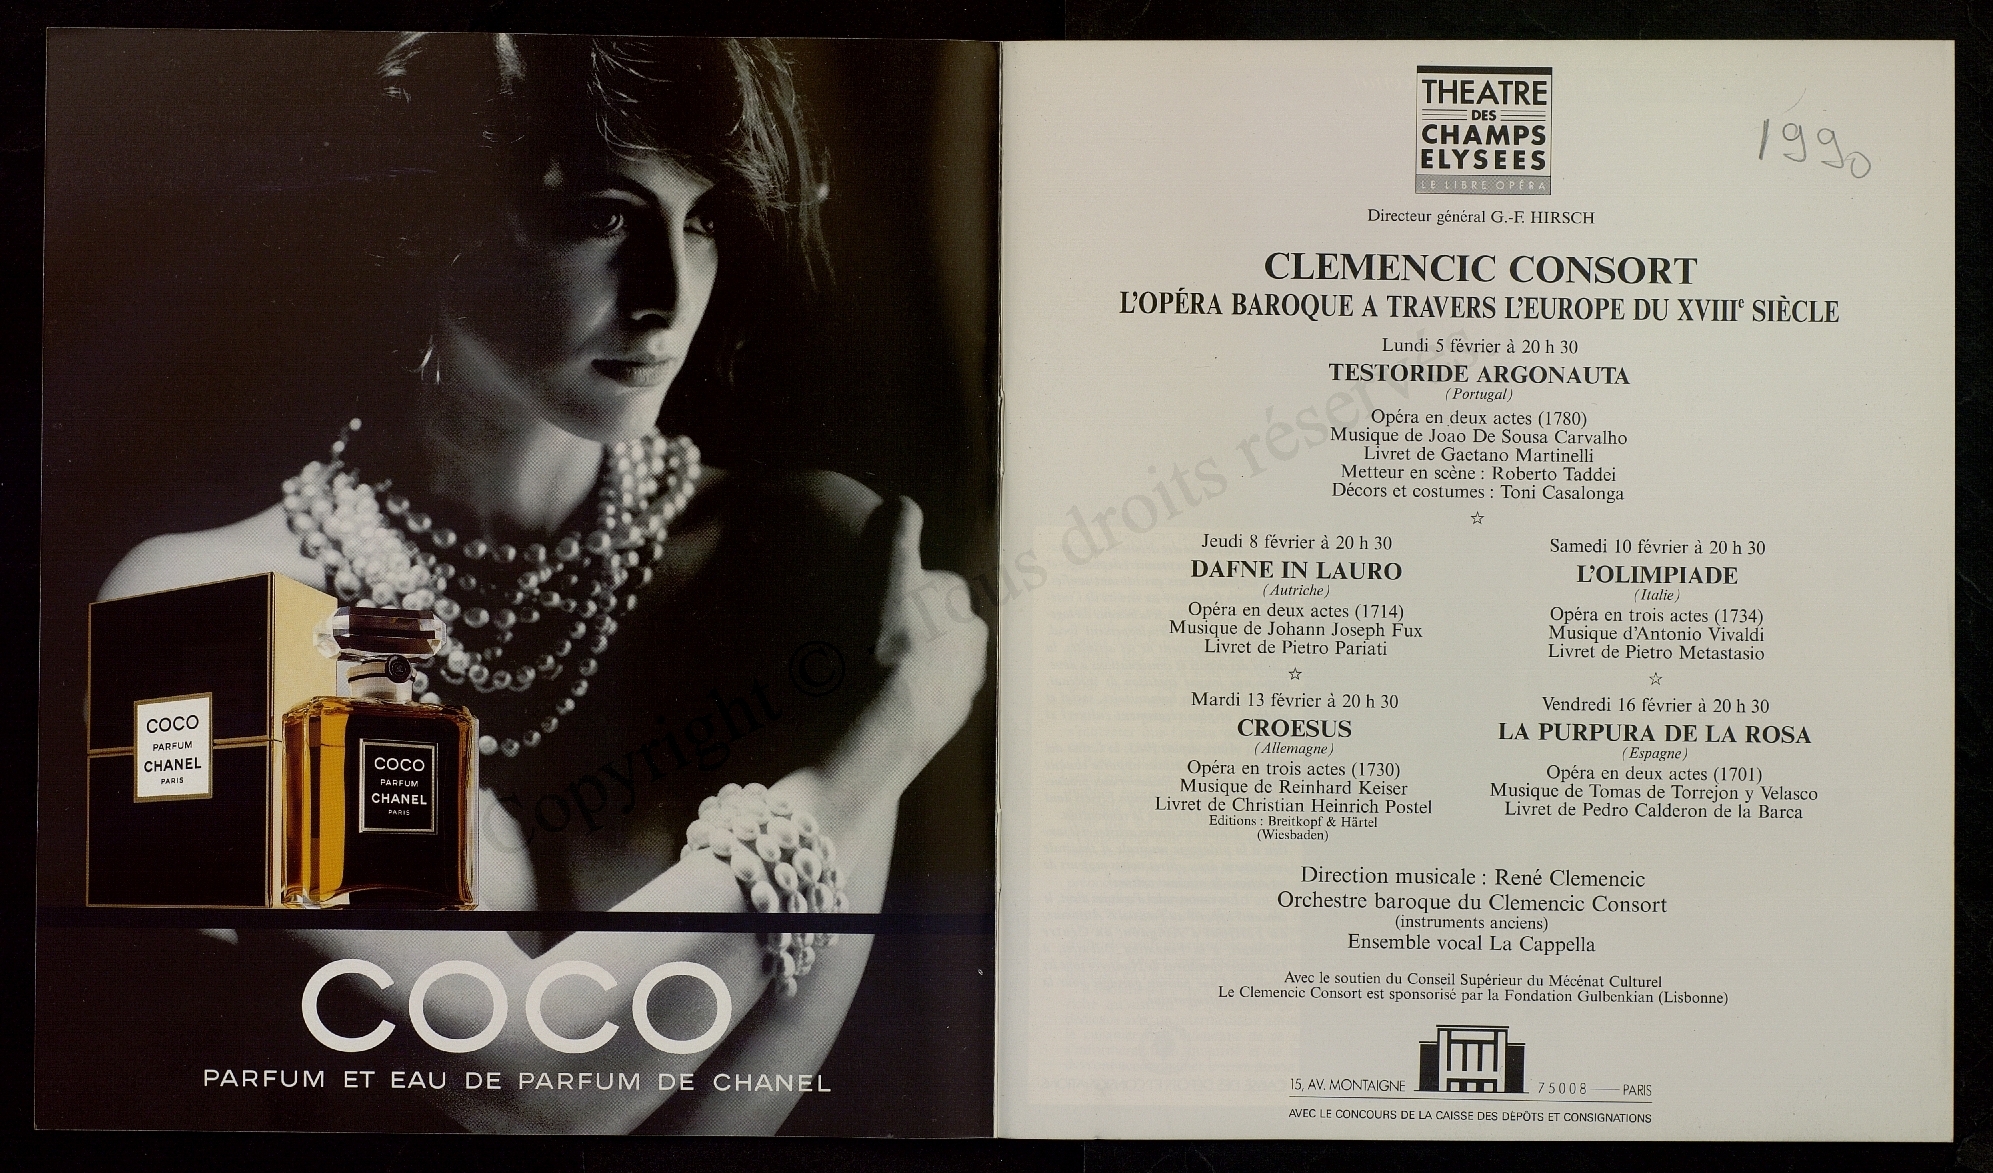 COCO
PARFUM
CHANEL
PARIS
COCO
PARFUM
CHANEL
PARIS
COCO
PARFUM ET EAU DE PARFUM DE CHANEL
THEATRE
DES
CHAMPS
ELYSEES
LE LIBRE OPÉRA
1990
Directeur général G.-F. HIRSCH
CLEMENCIC CONSORT
L'OPÉRA BAROQUE A TRAVERS L'EUROPE DU XVIIIe SIÈCLE
Lundi 5 février à 20 h 30
TESTORIDE ARGONAUTA
(Portugal)
Opéra en deux actes (1780)
Musique de Joao De Sousa Carvalho
Livret de Gaetano Martinelli
Metteur en scène : Roberto Taddei
Décors et costumes : Toni Casalonga
Jeudi 8 février à 20 h 30
DAFNE IN LAURO
(Autriche)
Opéra en deux actes (1714)
Musique de Johann Joseph Fux
Livret de Pietro Pariati
Samedi 10 février à 20 h 30
L'OLIMPIADE
(Italie)
Opéra en trois actes (1734)
Musique d'Antonio Vivaldi
Livret de Pietro Metastasio
Mardi 13 février à 20 h 30
CROESUS
(Allemagne)
Opéra en trois actes (1730)
Musique de Reinhard Keiser
Livret de Christian Heinrich Postel
Editions : Breitkopf & Härtel
(Wiesbaden)
Vendredi 16 février à 20 h 30
LA PURPURA DE LA ROSA
(Espagne)
Opéra en deux actes (1701)
Musique de Tomas de Torrejon y Velasco
Livret de Pedro Calderon de la Barca
Direction musicale : René Clemencic
Orchestre baroque du Clemencic Consort
(instruments anciens)
Ensemble vocal La Cappella
Avec le soutien du Conseil Supérieur du Mécénat Culturel
Le Clemencic Consort est sponsorisé par la Fondation Gulbenkian (Lisbonne)
15, AV. MONTAIGNE 75008 PARIS
AVEC LE CONCOURS DE LA CAISSE DES DÉPÔTS ET CONSIGNATIONS
Copyright © - Tous droits réservés.